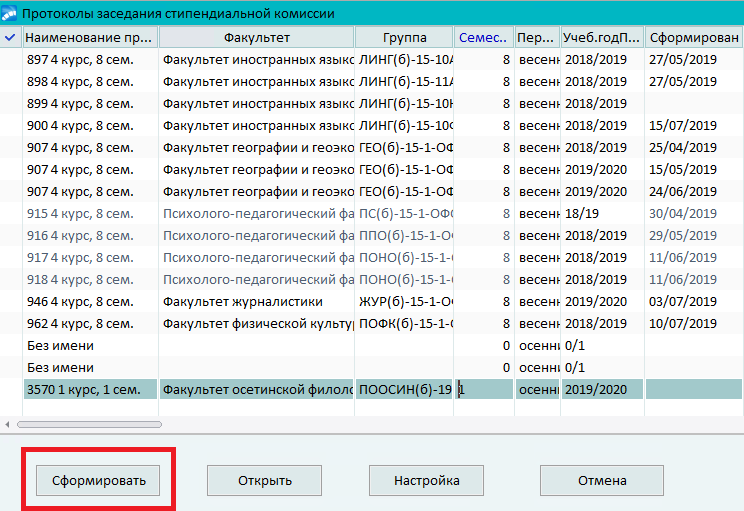 Протоколы заседания стипендиальной комиссии
Наименование пр... Факультет Группа Семес.. Пер... Учеб.годП... Сформирован
897 4 курс, 8 сем. Факультет иностранных языко ЛИНГ(б)-15-10А 8 весенн 2018/2019 27/05/2019
898 4 курс, 8 сем. Факультет иностранных языко ЛИНГ(б)-15-11А 8 весенн 2018/2019 27/05/2019
899 4 курс, 8 сем. Факультет иностранных языко ЛИНГ(б)-15-10Н 8 весенн 2018/2019
900 4 курс, 8 сем. Факультет иностранных языко ЛИНГ(б)-15-10Ф 8 весенн 2018/2019 15/07/2019
907 4 курс, 8 сем. Факультет географии и геоэко ГЕО(б)-15-1-ОФ 8 весенн 2018/2019 25/04/2019
907 4 курс, 8 сем. Факультет географии и геоэко ГЕО(б)-15-1-ОФ 8 весенн 2019/2020 15/05/2019
907 4 курс, 8 сем. Факультет географии и геоэко ГЕО(б)-15-1-ОФ 8 весенн 2019/2020 24/06/2019
915 4 курс, 8 сем. Психолого-педагогический фа ПС(б)-15-1-ОФО 8 весенн 18/19 30/04/2019
916 4 курс, 8 сем. Психолого-педагогический фа ППО(б)-15-1-ОФ 8 весенн 2018/2019 29/05/2019
917 4 курс, 8 сем. Психолого-педагогический фа ПОНО(б)-15-1-О 8 весенн 2018/2019 11/06/2019
918 4 курс, 8 сем. Психолого-педагогический фа ПОНО(б)-15-1-О 8 весенн 2018/2019 11/06/2019
946 4 курс, 8 сем. Факультет журналистики ЖУР(б)-15-1-ОФ 8 весенн 2019/2020 03/07/2019
962 4 курс, 8 сем. Факультет физической культур ПОФК(б)-15-1-О 8 весенн 2018/2019 10/07/2019
Без имени 0 осенни 0/1
Без имени 0 осенни 0/1
3570 1 курс, 1 сем. Факультет осетинской филоло ПООСИН(б)-19 1 осенни 2019/2020
Сформировать Открыть Настройка Отмена